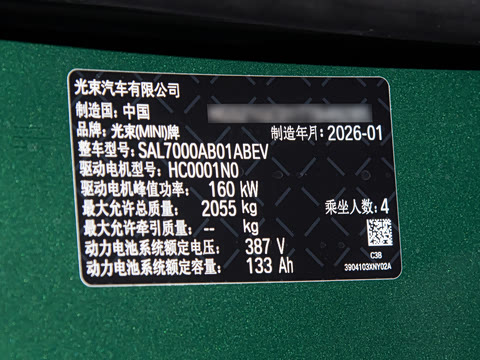 光束汽车有限公司
制造国：中国
品牌：光束(MINI)牌 制造年月：2026-01
整车型号：SAL7000AB01ABEV
驱动电机型号：HC0001N0
驱动电机峰值功率： 160 kW
最大允许总质量： 2055 kg 乘坐人数：4
最大允许牵引质量： -- kg
动力电池系统额定电压： 387 V
动力电池系统额定容量： 133 Ah
C3B
3904103XNY02A